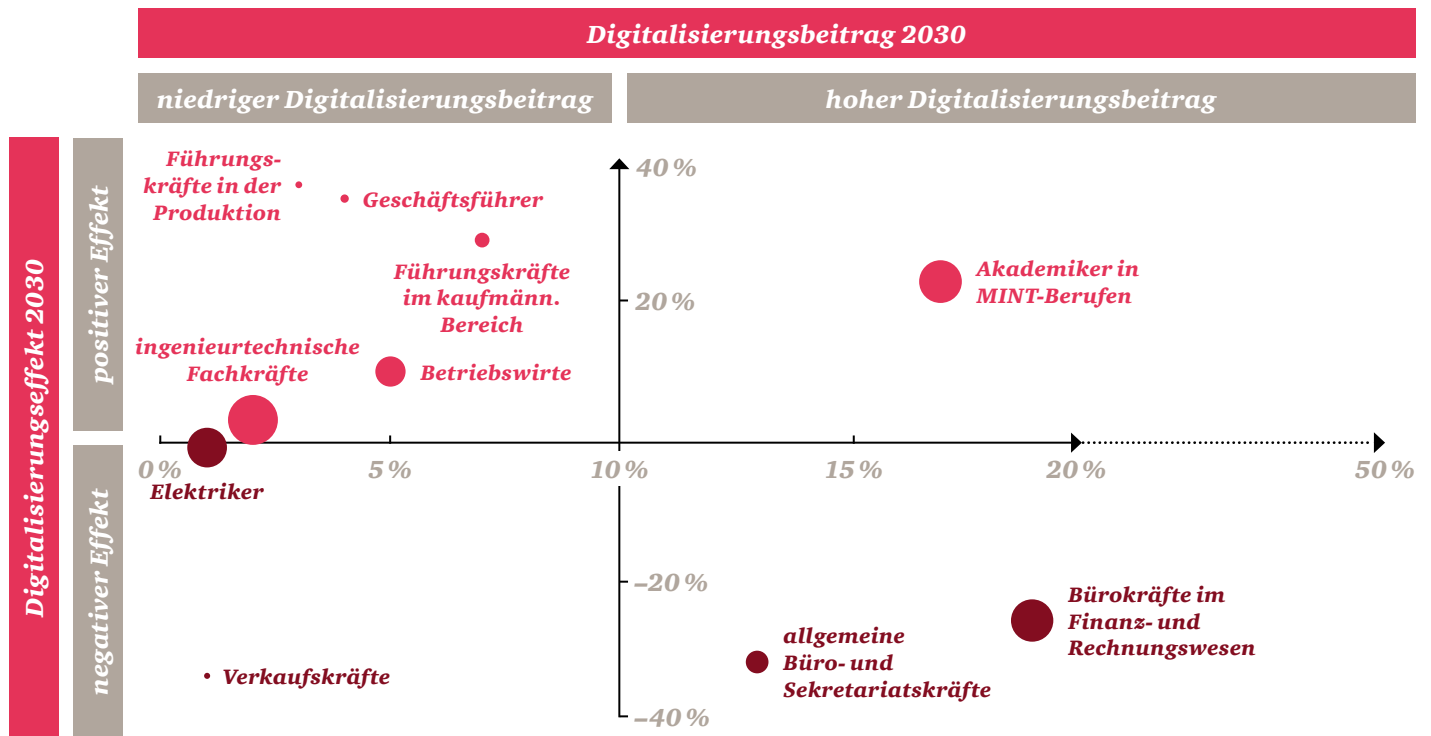 Digitalisierungsbeitrag 2030
niedriger Digitalisierungsbeitrag
hoher Digitalisierungsbeitrag
Digitalisierungseffekt 2030
positiver Effekt
negativer Effekt
Führungs-
kräfte in der
Produktion
Geschäftsführer
Führungskräfte
im kaufmänn.
Bereich
ingenieurtechnische
Fachkräfte
Betriebswirte
Akademiker in
MINT-Berufen
40 %
20 %
0 %
5 %
10 %
15 %
20 %
50 %
Elektriker
–20 %
–40 %
Verkaufskräfte
allgemeine
Büro- und
Sekretariatskräfte
Bürokräfte im
Finanz- und
Rechnungswesen